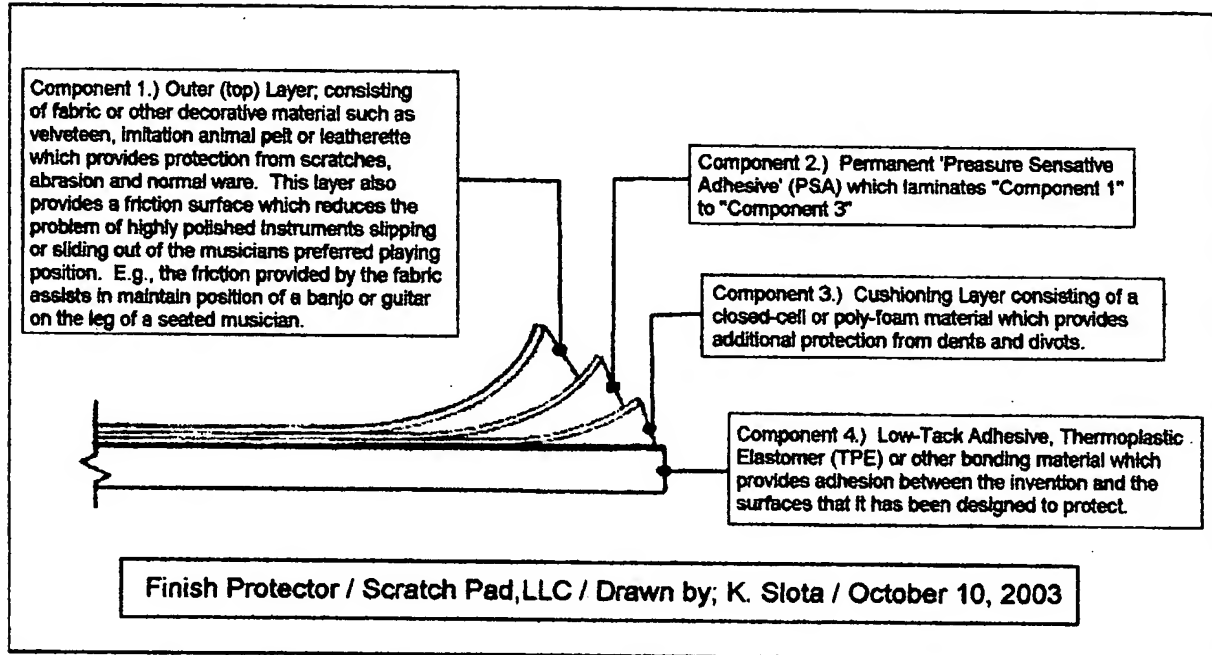 Component 1.) Outer (top) Layer; consisting
of fabric or other decorative material such as
velveteen, imitation animal pelt or leatherette
which provides protection from scratches,
abrasion and normal ware. This layer also
provides a friction surface which reduces the
problem of highly polished instruments slipping
or sliding out of the musicians preferred playing
position. E.g., the friction provided by the fabric
assists in maintain position of a banjo or guitar
on the leg of a seated musician.
Component 2.) Permanent 'Preasure Sensative
Adhesive' (PSA) which laminates "Component 1"
to "Component 3"
Component 3.) Cushioning Layer consisting of a
closed-cell or poly-foam material which provides
additional protection from dents and divots.
Component 4.) Low-Tack Adhesive, Thermoplastic
Elastomer (TPE) or other bonding material which
provides adhesion between the invention and the
surfaces that it has been designed to protect.
Finish Protector / Scratch Pad,LLC / Drawn by; K. Slota / October 10, 2003